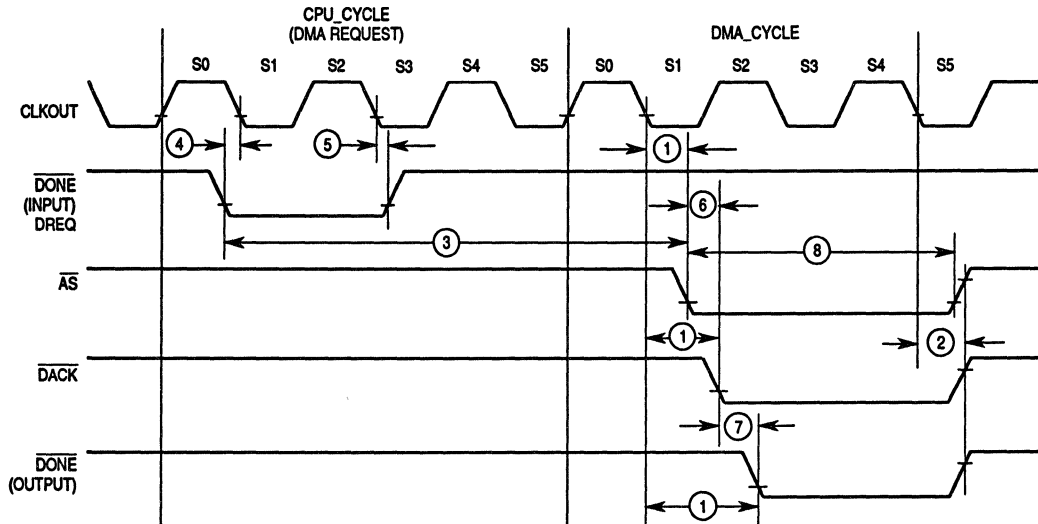 CPU_CYCLE
(DMA REQUEST)
DMA_CYCLE
S0 S1 S2 S3 S4 S5 S0 S1 S2 S3 S4 S5
CLKOUT
4 5 1
DONE
(INPUT)
DREQ
6
3 8
AS
1 2
DACK
7
DONE
(OUTPUT)
1